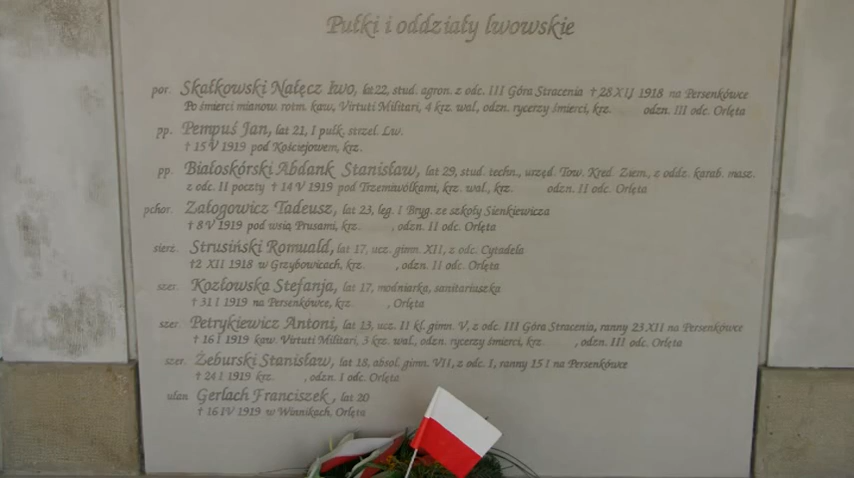 Pułki i oddziały lwowskie
por. Skałkowski Nałęcz Iwo, lat 22, stud. agron. z odc. III Góra Stracenia † 28 XII 1918 na Persenkówce
Po śmierci mianow. rotm. kaw. Virtuti Militari, 4 krz. wal., odzn. rycerzy śmierci, krz. odzn. III odc. Orlęta
pp. Pempuś Jan, lat 21, I pułk. strzel. Lw.
† 15 V 1919 pod Kościejowem, krz.
pp. Białoskórski Abdank Stanisław, lat 29, stud. techn., urzęd. Tow. Kred. Ziem., z oddz. karab. masz.
z odc. II poczty † 14 V 1919 pod Trzemiwólkami, krz. wal., krz. odzn. II odc. Orlęta
pchor. Załogowicz Tadeusz, lat 23, leg. I Bryg. ze szkoły Sienkiewicza
† 8 V 1919 pod wsią Prusami, krz. , odzn. II odc. Orlęta
sierż. Strusiński Romuald, lat 17, ucz. gimn. XII, z odc. Cytadela
† 2 XII 1918 w Grzybowicach, krz. , odzn. II odc. Orlęta
szer. Kozłowska Stefanja, lat 17, modniarka, sanitariuszka
† 31 I 1919 na Persenkówce, krz. , Orlęta
szer. Petrykiewicz Antoni, lat 13, ucz. II kl. gimn. V, z odc. III Góra Stracenia, ranny 23 XII na Persenkówce
† 16 I 1919 kaw. Virtuti Militari, 3 krz. wal., odzn. rycerzy śmierci, krz. , odzn. III odc. Orlęta
szer. Żeburski Stanisław, lat 18, absol. gimn. VII, z odc. I, ranny 15 I na Persenkówce
† 24 I 1919 krz. , odzn. I odc. Orlęta
ułan Gerlach Franciszek, lat 20
† 16 IV 1919 w Winnikach, Orlęta